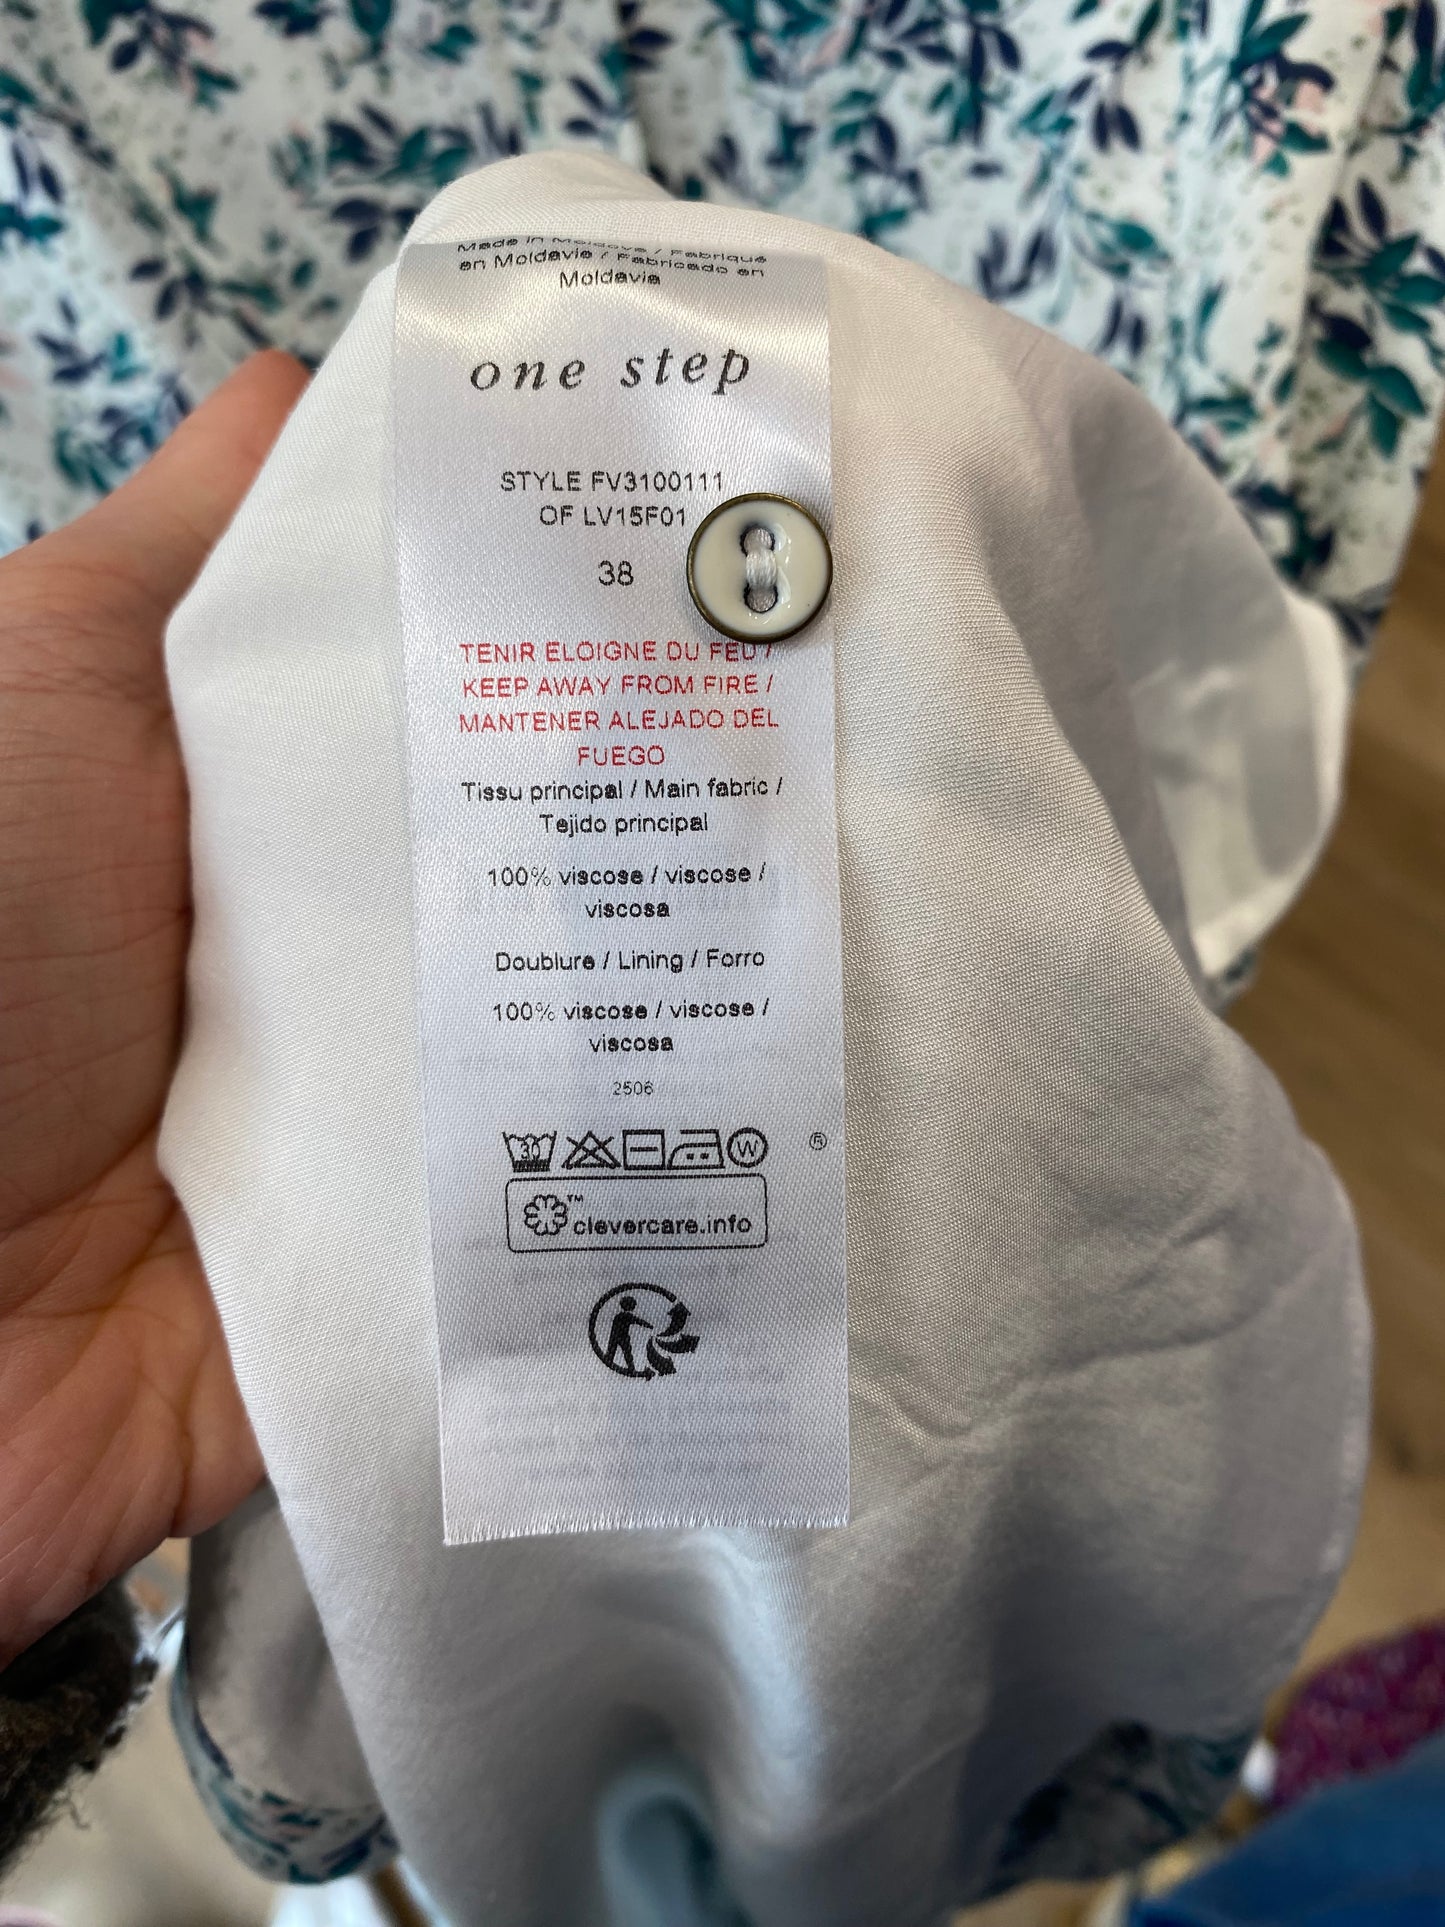 Made in Moldova / Fabriqué
en Moldavie / Fabricado en
Moldavia
one step
STYLE FV3100111
OF LV15F01
38
TENIR ELOIGNE DU FEU /
KEEP AWAY FROM FIRE /
MANTENER ALEJADO DEL
FUEGO
Tissu principal / Main fabric /
Tejido principal
100% viscose / viscose /
viscosa
Doublure / Lining / Forro
100% viscose / viscose /
viscosa
2506
30 W ®
™ clevercare.info